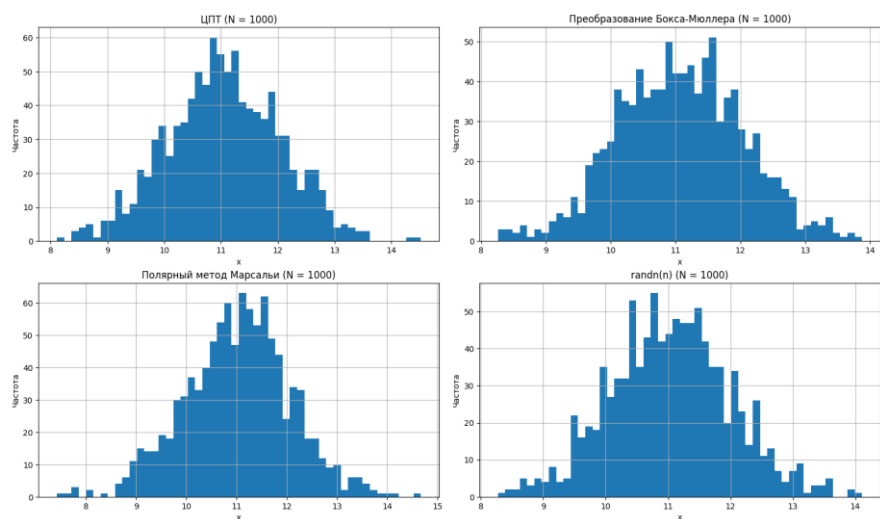 ЦПТ (N = 1000)
60
50
40
30
20
10
0
Частота
8 9 10 11 12 13 14
x
Преобразование Бокса-Мюллера (N = 1000)
50
40
30
20
10
0
Частота
8 9 10 11 12 13 14
x
Полярный метод Марсальи (N = 1000)
60
50
40
30
20
10
0
Частота
8 9 10 11 12 13 14 15
x
randn(n) (N = 1000)
50
40
30
20
10
0
Частота
8 9 10 11 12 13 14
x